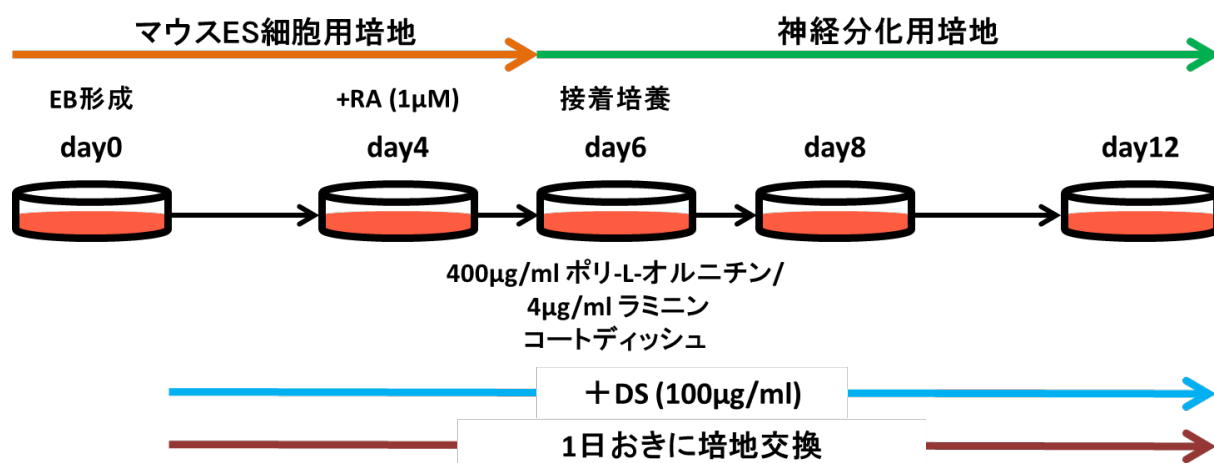 マウスES細胞用培地
神経分化用培地
EB形成
+RA (1μM)
接着培養
day0
day4
day6
day8
day12
400μg/ml ポリ-L-オルニチン/
4μg/ml ラミニン
コートディッシュ
＋DS (100μg/ml)
1日おきに培地交換